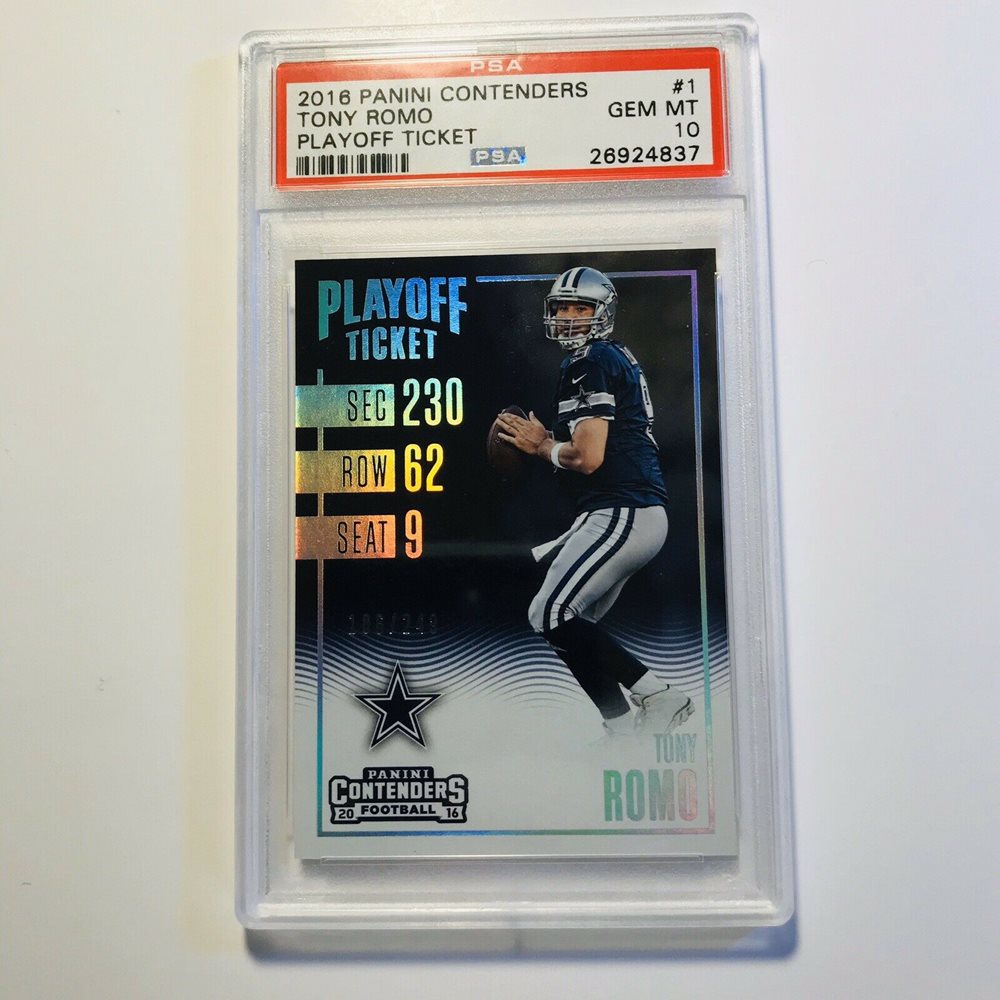 PSA
2016 PANINI CONTENDERS #1
TONY ROMO GEM MT
PLAYOFF TICKET 10
PSA 26924837
PLAYOFF
TICKET
SEC 230
ROW 62
SEAT 9
PANINI
CONTENDERS
20 FOOTBALL 16
TONY
ROMO